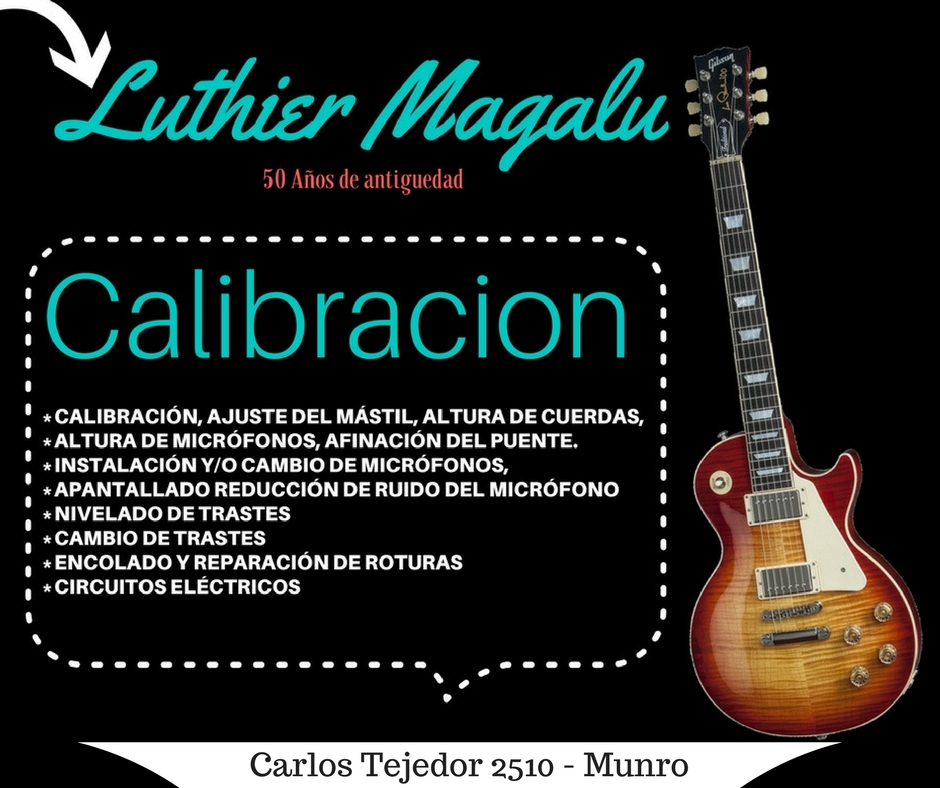 Luthier Magalu
50 Años de antiguedad
Calibracion
* CALIBRACIÓN, AJUSTE DEL MÁSTIL, ALTURA DE CUERDAS,
* ALTURA DE MICRÓFONOS, AFINACIÓN DEL PUENTE.
* INSTALACIÓN Y/O CAMBIO DE MICRÓFONOS,
* APANTALLADO REDUCCIÓN DE RUIDO DEL MICRÓFONO
* NIVELADO DE TRASTES
* CAMBIO DE TRASTES
* ENCOLADO Y REPARACIÓN DE ROTURAS
* CIRCUITOS ELÉCTRICOS
Gibson
Traditional
Carlos Tejedor 2510 - Munro